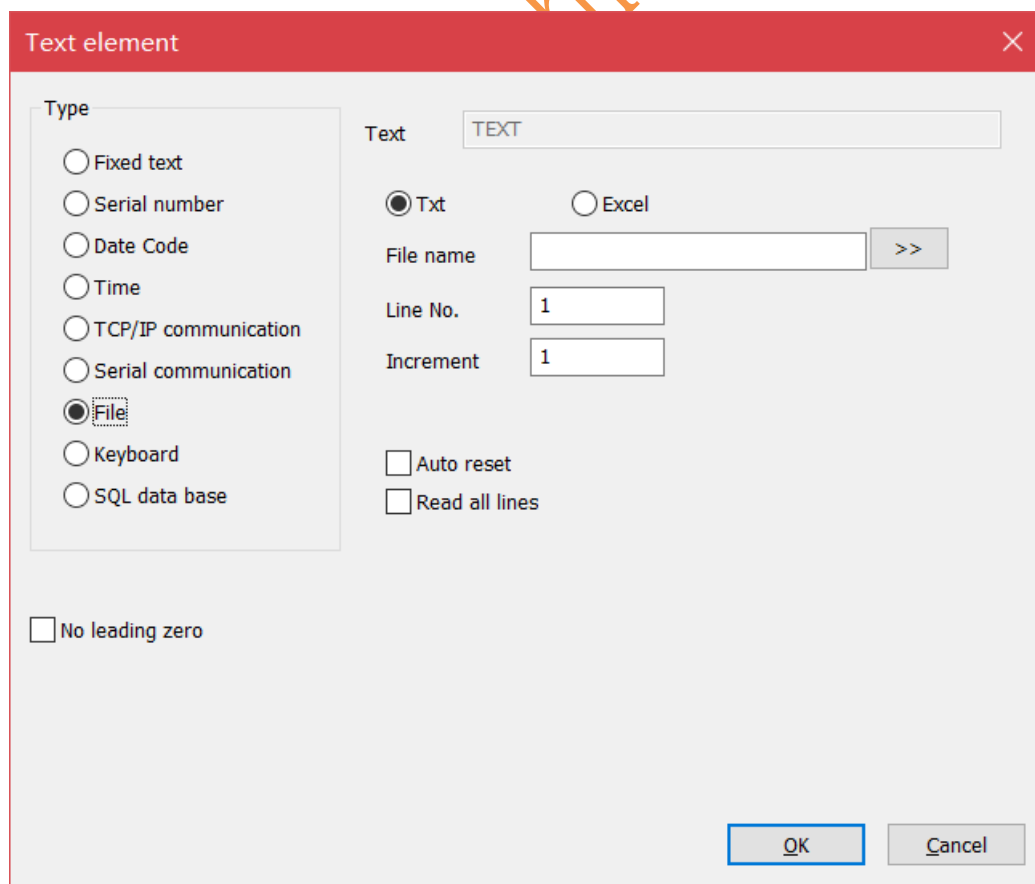 Text element
Type
Fixed text
Serial number
Date Code
Time
TCP/IP communication
Serial communication
File
Keyboard
SQL data base
No leading zero
Text TEXT
Txt Excel
File name >>
Line No. 1
Increment 1
Auto reset
Read all lines
OK Cancel